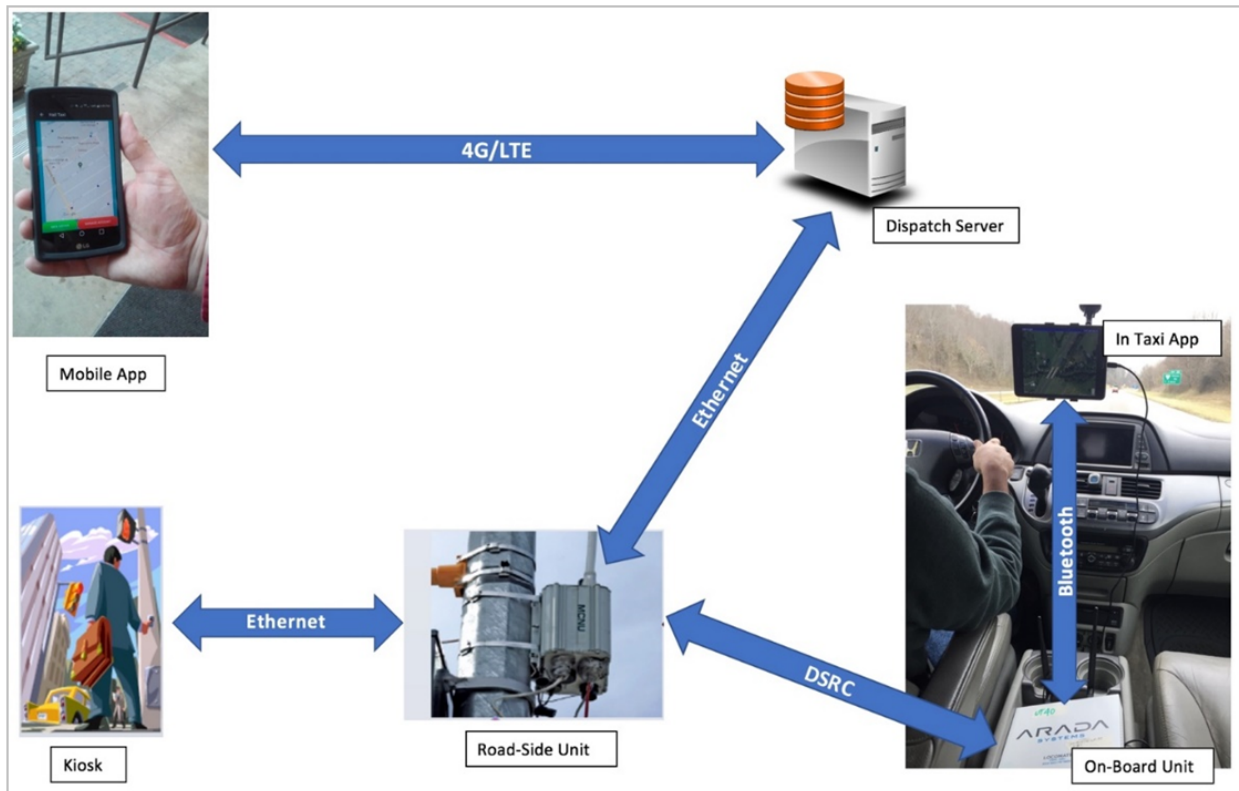 4G/LTE
Dispatch Server
Mobile App
In Taxi App
Ethernet
Bluetooth
Ethernet
MCNU
DSRC
ARADA
SYSTEMS
Kiosk
Road-Side Unit
On-Board Unit